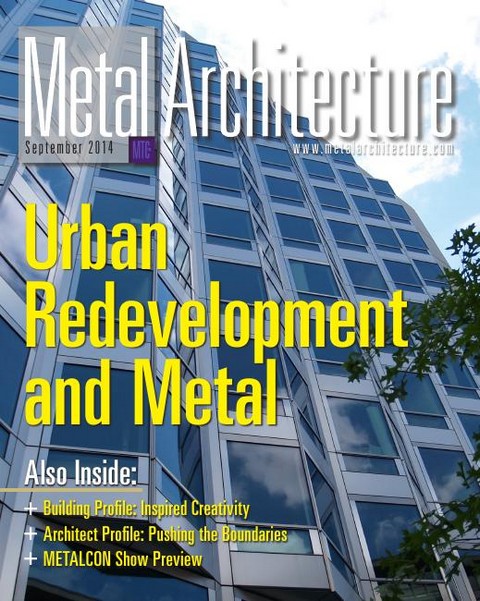 Metal Architecture
September 2014
MTC
www.metalarchitecture.com
Urban
Redevelopment
and Metal
Also Inside:
+ Building Profile: Inspired Creativity
+ Architect Profile: Pushing the Boundaries
+ METALCON Show Preview